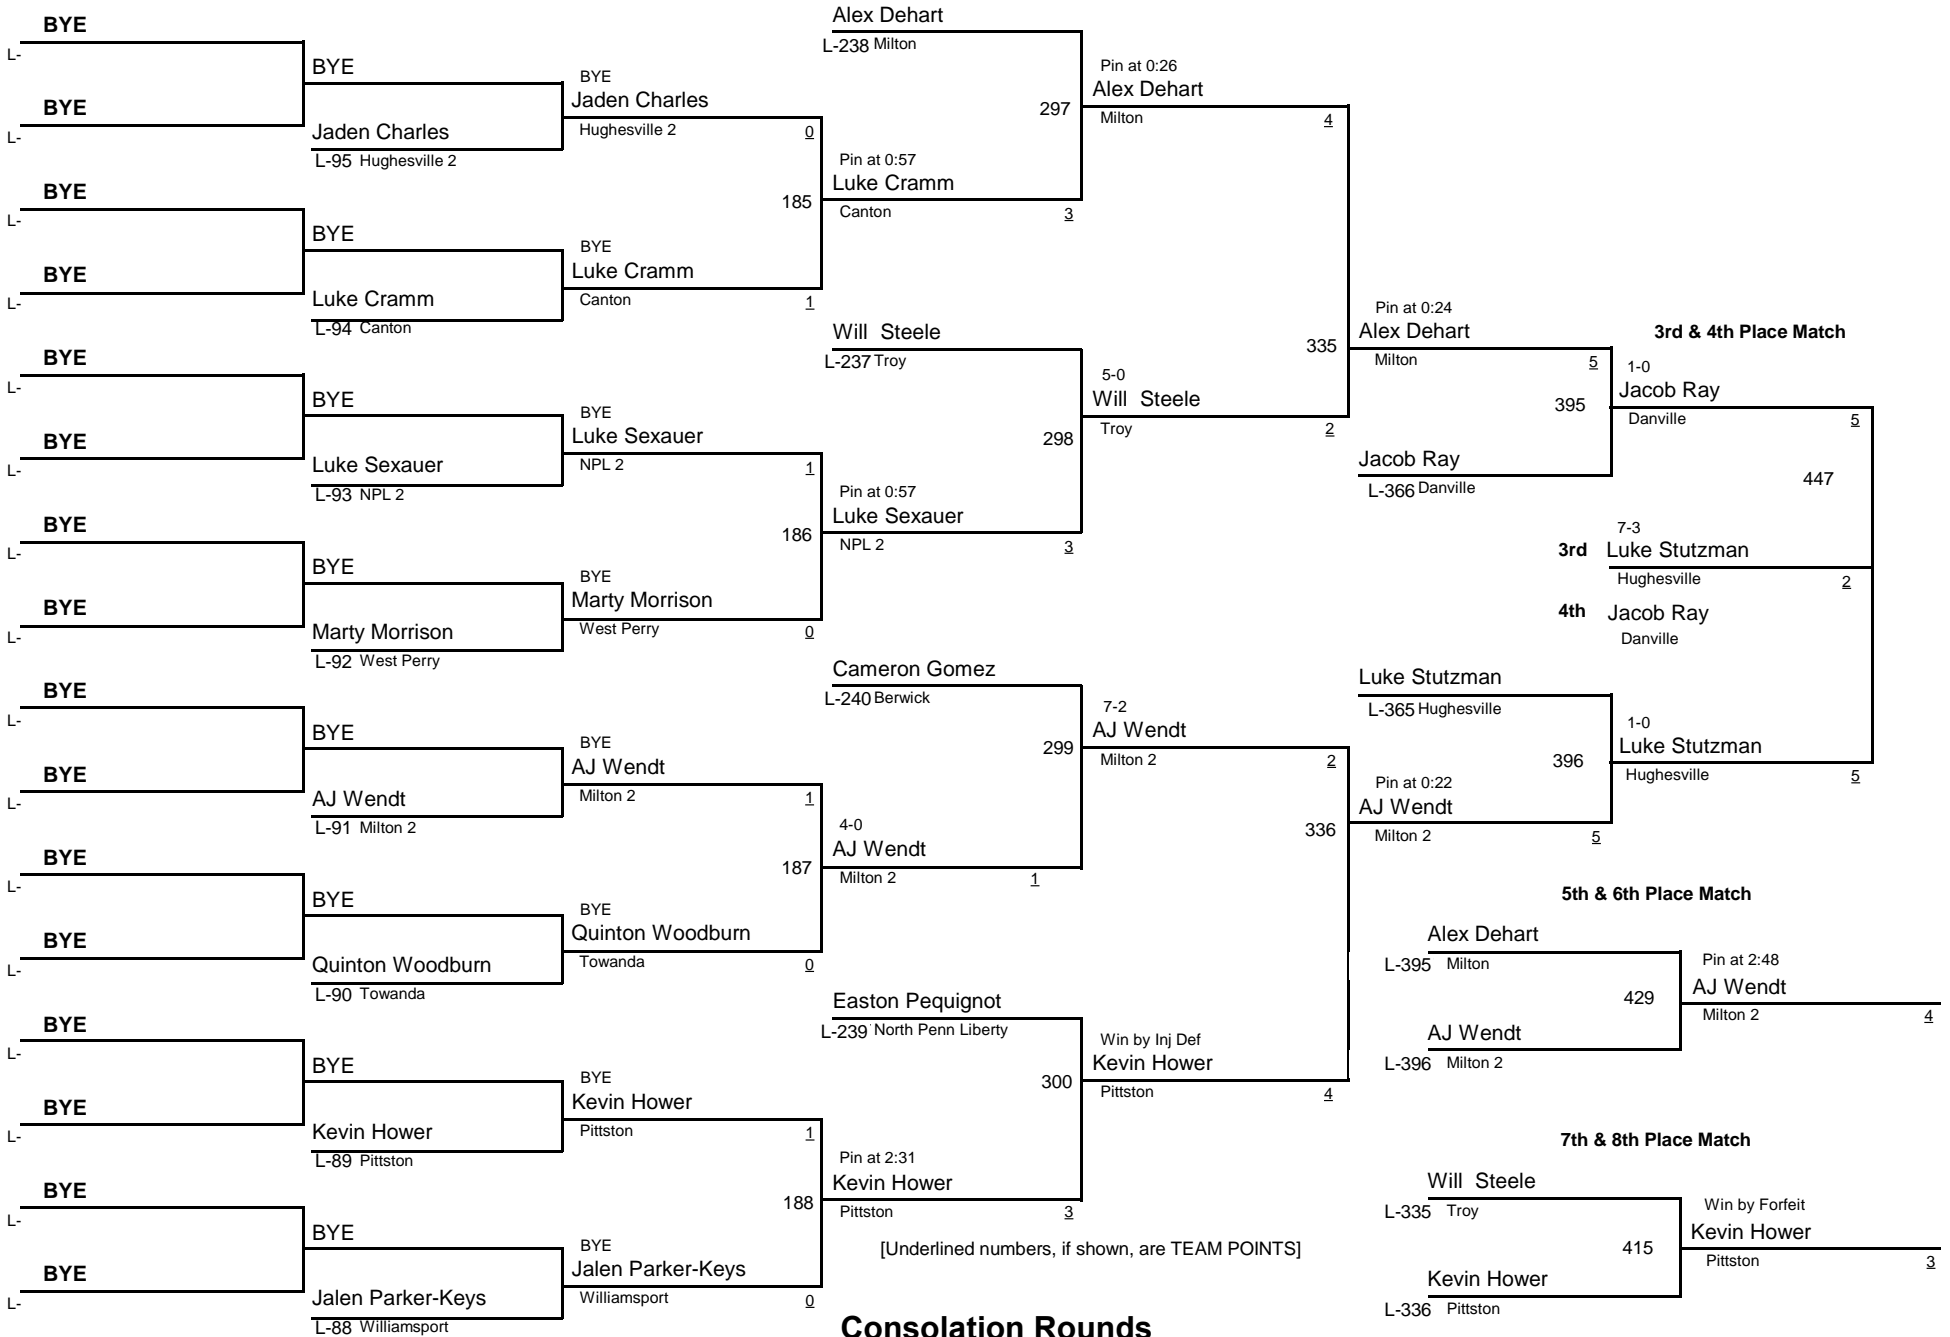 BYE
L-
BYE
L-
BYE
L-
BYE
L-
BYE
L-
BYE
L-
BYE
L-
BYE
L-
BYE
L-
BYE
L-
BYE
L-
BYE
L-
BYE
L-
BYE
L-
BYE
L-
BYE
L-
BYE
Jaden Charles
L-95 Hughesville 2
BYE
Luke Cramm
L-94 Canton
BYE
Luke Sexauer
L-93 NPL 2
BYE
Marty Morrison
L-92 West Perry
BYE
AJ Wendt
L-91 Milton 2
BYE
Quinton Woodburn
L-90 Towanda
BYE
Kevin Hower
L-89 Pittston
BYE
Jalen Parker-Keys
L-88 Williamsport
BYE
Jaden Charles
Hughesville 2 0
185
BYE
Luke Cramm
Canton 1
BYE
Luke Sexauer
NPL 2 1
186
BYE
Marty Morrison
West Perry 0
BYE
AJ Wendt
Milton 2 1
187
BYE
Quinton Woodburn
Towanda 0
BYE
Kevin Hower
Pittston 1
188
BYE
Jalen Parker-Keys
Williamsport 0
Alex Dehart
L-238 Milton
297
Pin at 0:57
Luke Cramm
Canton 3
Will Steele
L-237 Troy
298
Pin at 0:57
Luke Sexauer
NPL 2 3
Cameron Gomez
L-240 Berwick
299
4-0
AJ Wendt
Milton 2 1
Easton Pequignot
L-239 North Penn Liberty
300
Pin at 2:31
Kevin Hower
Pittston 3
[Underlined numbers, if shown, are TEAM POINTS]
Consolation Rounds
Pin at 0:26
Alex Dehart
Milton 4
335
5-0
Will Steele
Troy 2
7-2
AJ Wendt
Milton 2 2
336
Win by Inj Def
Kevin Hower
Pittston 4
Pin at 0:24
Alex Dehart
Milton 5
395
Jacob Ray
L-366 Danville
Luke Stutzman
L-365 Hughesville
396
Pin at 0:22
AJ Wendt
Milton 2 5
3rd & 4th Place Match
1-0
Jacob Ray
Danville 5
447
7-3
3rd Luke Stutzman
Hughesville 2
4th Jacob Ray
Danville
1-0
Luke Stutzman
Hughesville 5
5th & 6th Place Match
Alex Dehart
L-395 Milton
429
AJ Wendt
L-396 Milton 2
Pin at 2:48
AJ Wendt
Milton 2 4
7th & 8th Place Match
Will Steele
L-335 Troy
415
Kevin Hower
L-336 Pittston
Win by Forfeit
Kevin Hower
Pittston 3